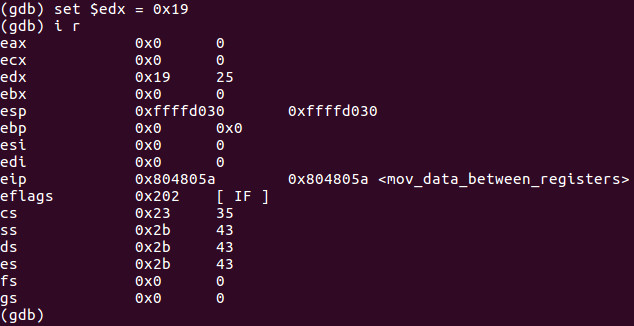 (gdb) set $edx = 0x19
(gdb) i r
eax            0x0      0
ecx            0x0      0
edx            0x19     25
ebx            0x0      0
esp            0xffffd030       0xffffd030
ebp            0x0      0x0
esi            0x0      0
edi            0x0      0
eip            0x804805a        0x804805a <mov_data_between_registers>
eflags         0x202    [ IF ]
cs             0x23     35
ss             0x2b     43
ds             0x2b     43
es             0x2b     43
fs             0x0      0
gs             0x0      0
(gdb)